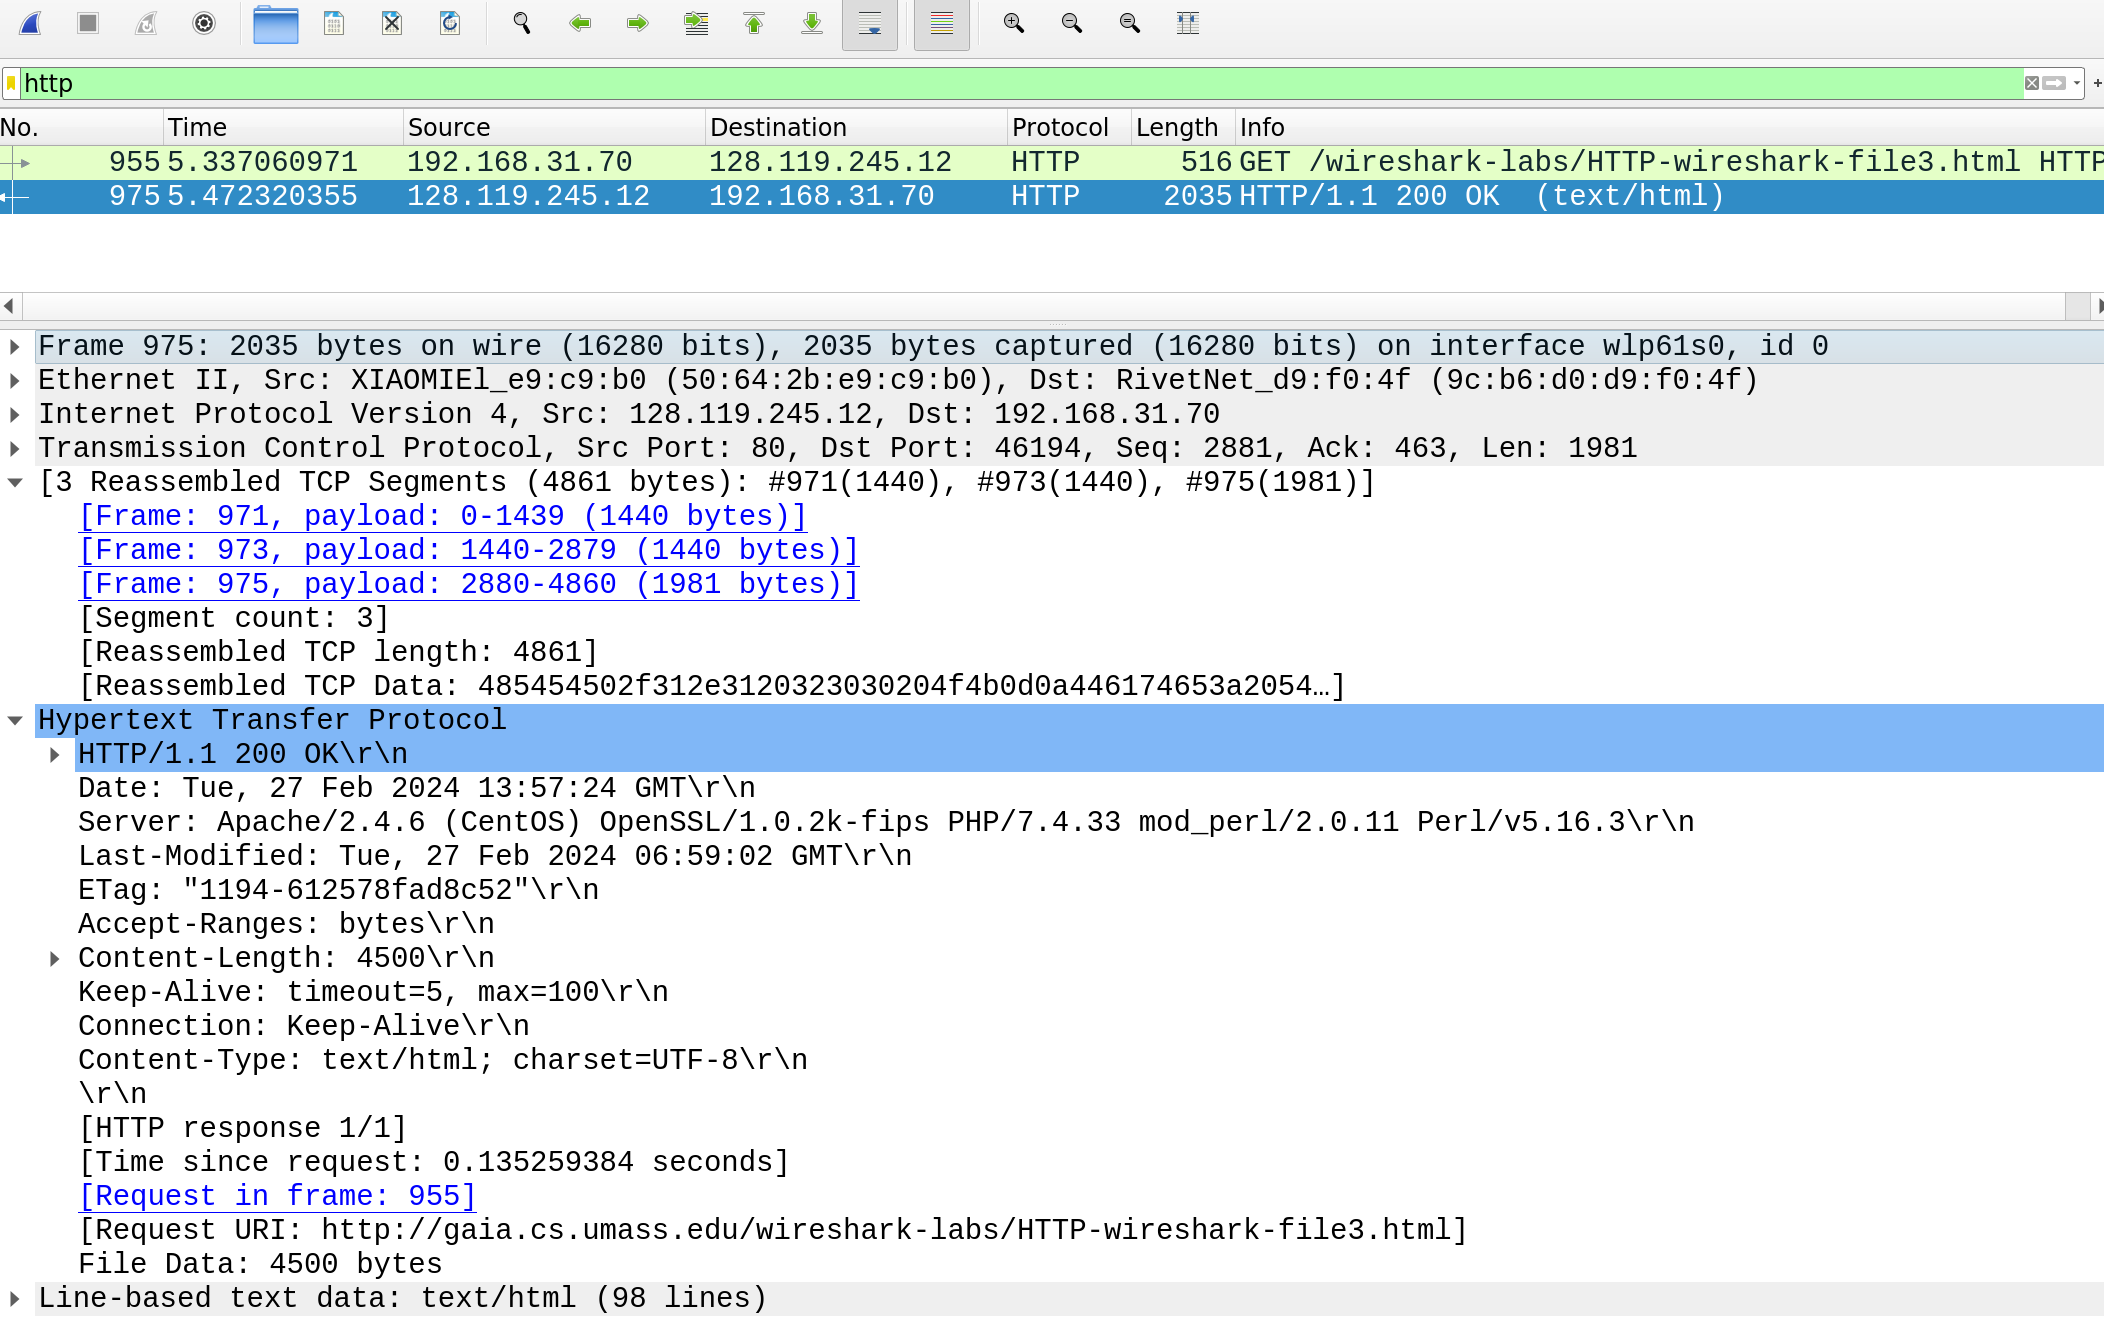 http
No. Time Source Destination Protocol Length Info
955 5.337060971 192.168.31.70 128.119.245.12 HTTP 516 GET /wireshark-labs/HTTP-wireshark-file3.html HTTP
975 5.472320355 128.119.245.12 192.168.31.70 HTTP 2035 HTTP/1.1 200 OK  (text/html)
Frame 975: 2035 bytes on wire (16280 bits), 2035 bytes captured (16280 bits) on interface wlp61s0, id 0
Ethernet II, Src: XIAOMIEl_e9:c9:b0 (50:64:2b:e9:c9:b0), Dst: RivetNet_d9:f0:4f (9c:b6:d0:d9:f0:4f)
Internet Protocol Version 4, Src: 128.119.245.12, Dst: 192.168.31.70
Transmission Control Protocol, Src Port: 80, Dst Port: 46194, Seq: 2881, Ack: 463, Len: 1981
[3 Reassembled TCP Segments (4861 bytes): #971(1440), #973(1440), #975(1981)]
[Frame: 971, payload: 0-1439 (1440 bytes)]
[Frame: 973, payload: 1440-2879 (1440 bytes)]
[Frame: 975, payload: 2880-4860 (1981 bytes)]
[Segment count: 3]
[Reassembled TCP length: 4861]
[Reassembled TCP Data: 485454502f312e3120323030204f4b0d0a446174653a2054…]
Hypertext Transfer Protocol
HTTP/1.1 200 OK\r\n
Date: Tue, 27 Feb 2024 13:57:24 GMT\r\n
Server: Apache/2.4.6 (CentOS) OpenSSL/1.0.2k-fips PHP/7.4.33 mod_perl/2.0.11 Perl/v5.16.3\r\n
Last-Modified: Tue, 27 Feb 2024 06:59:02 GMT\r\n
ETag: "1194-612578fad8c52"\r\n
Accept-Ranges: bytes\r\n
Content-Length: 4500\r\n
Keep-Alive: timeout=5, max=100\r\n
Connection: Keep-Alive\r\n
Content-Type: text/html; charset=UTF-8\r\n
\r\n
[HTTP response 1/1]
[Time since request: 0.135259384 seconds]
[Request in frame: 955]
[Request URI: http://gaia.cs.umass.edu/wireshark-labs/HTTP-wireshark-file3.html]
File Data: 4500 bytes
Line-based text data: text/html (98 lines)